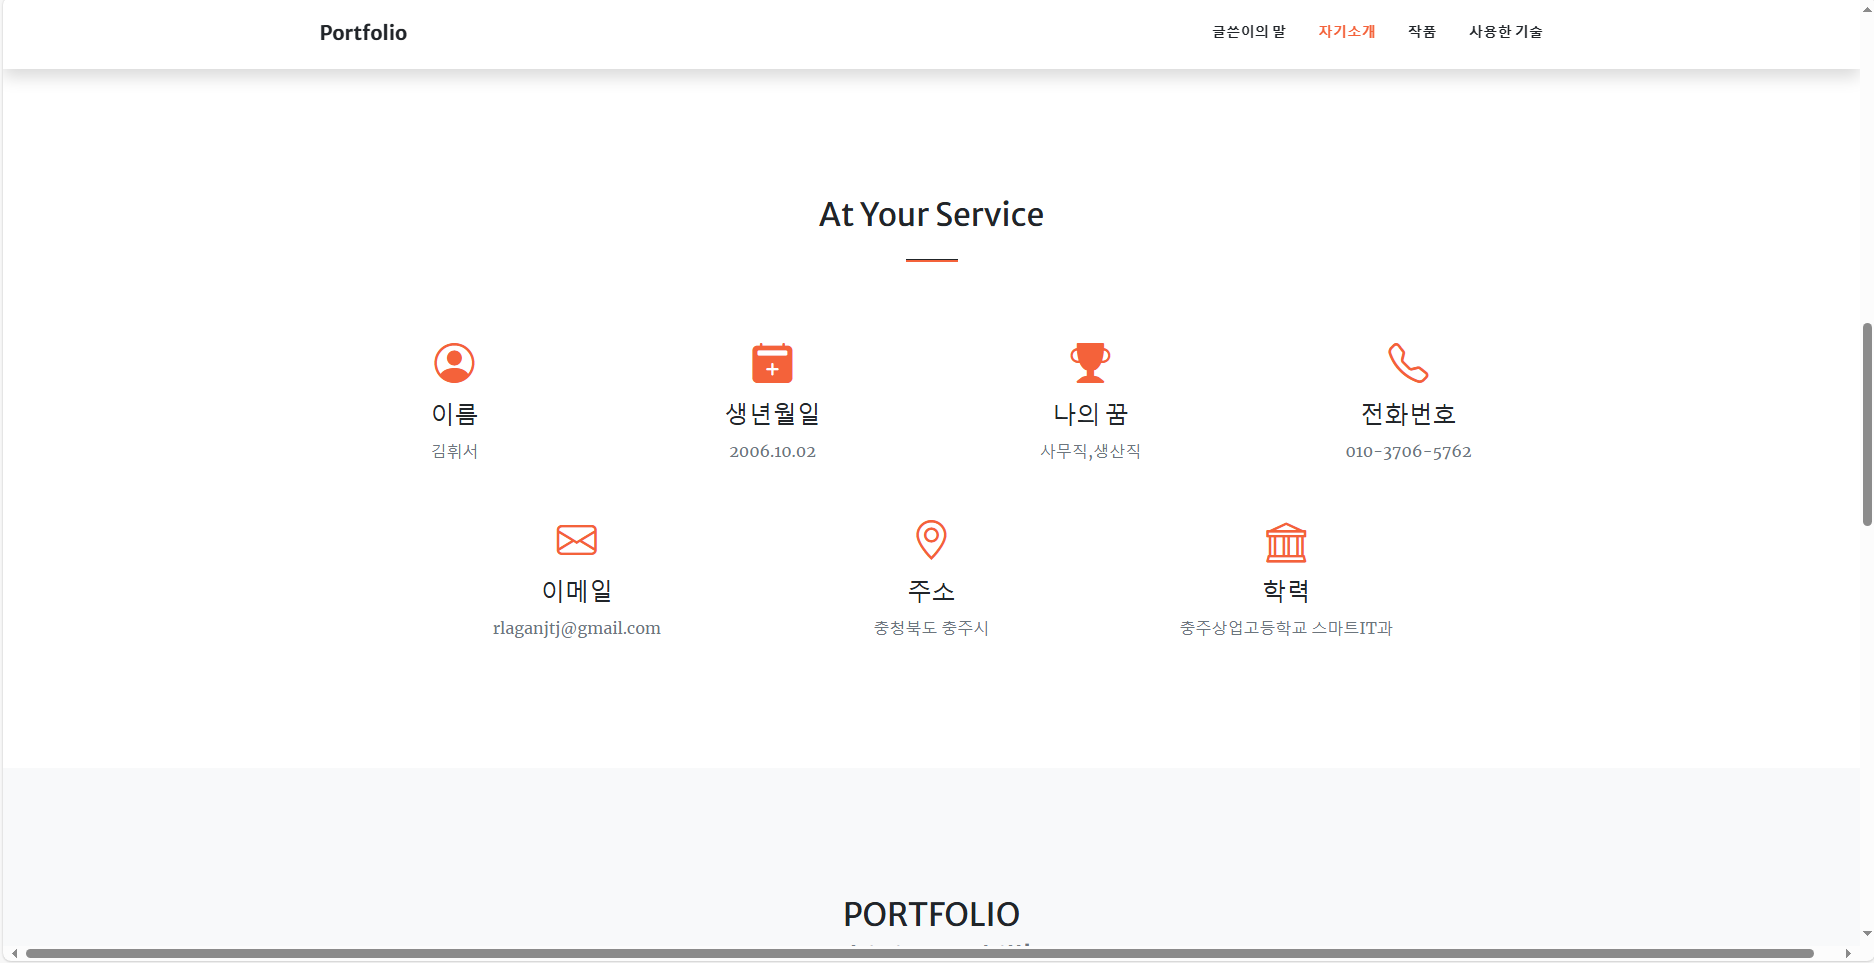 Portfolio
글쓴이의 말 자기소개 작품 사용한 기술
At Your Service
이름
김휘서
생년월일
2006.10.02
나의 꿈
사무직,생산직
전화번호
010-3706-5762
이메일
rlaganjtj@gmail.com
주소
충청북도 충주시
학력
충주상업고등학교 스마트IT과
PORTFOLIO